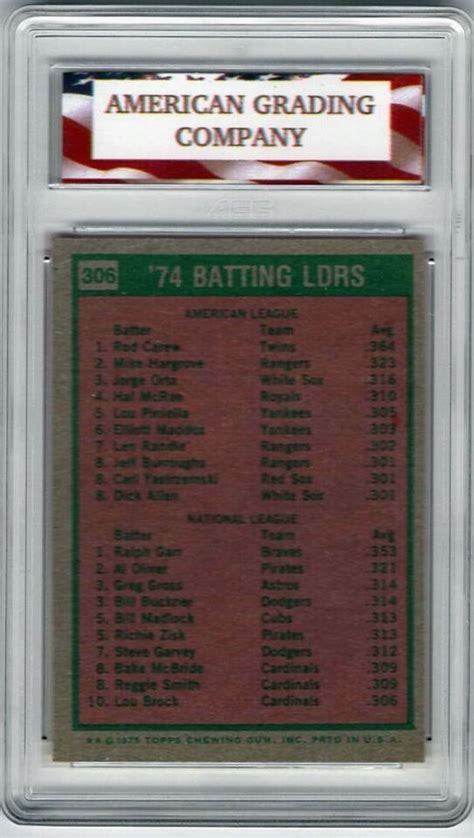 AMERICAN GRADING
COMPANY
306 '74 BATTING LDRS
AMERICAN LEAGUE
Batter Team Avg
1. Rod Carew Twins .364
2. Mike Hargrove Rangers .323
3. Jorge Orta White Sox .316
4. Hal McRae Royals .310
5. Lou Piniella Yankees .305
6. Elliott Maddox Yankees .303
7. Len Randle Rangers .302
8. Jeff Burroughs Rangers .301
8. Carl Yastrzemski Red Sox .301
8. Dick Allen White Sox .301
NATIONAL LEAGUE
Batter Team Avg
1. Ralph Garr Braves .353
2. Al Oliver Pirates .321
3. Greg Gross Astros .314
3. Bill Buckner Dodgers .314
5. Bill Madlock Cubs .313
5. Richie Zisk Pirates .313
7. Steve Garvey Dodgers .312
8. Bake McBride Cardinals .309
8. Reggie Smith Cardinals .309
10. Lou Brock Cardinals .306
© 1975 TOPPS CHEWING GUM, INC. PRTD IN U.S.A.